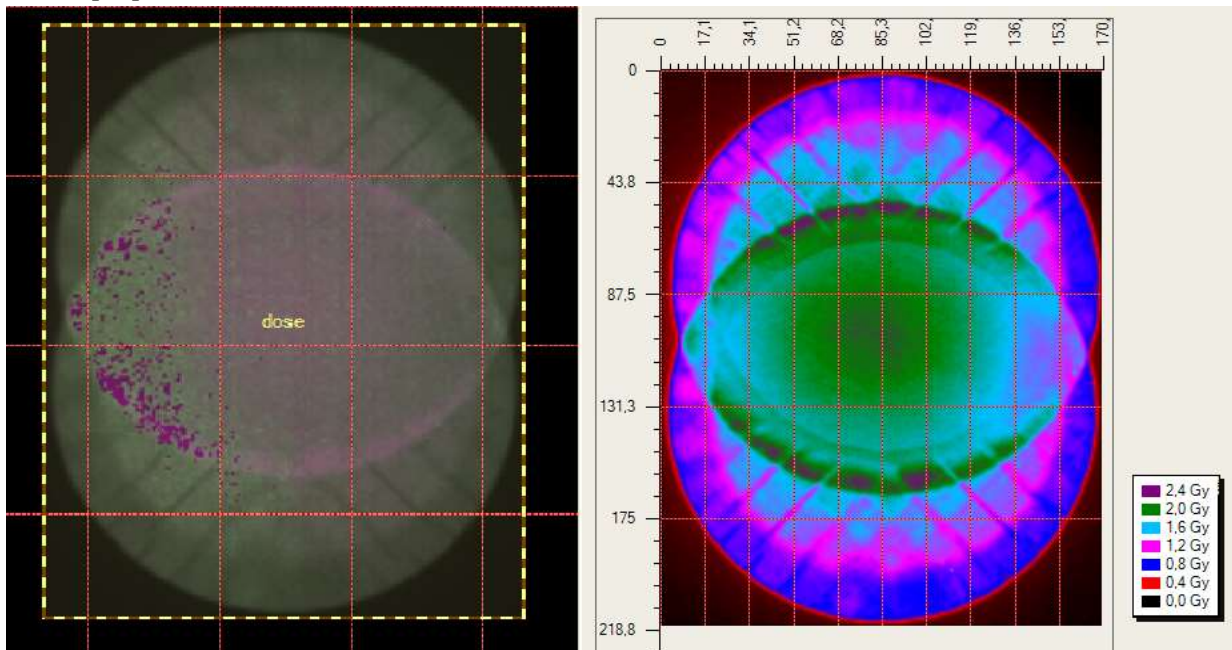 dose
0
17,1
34,1
51,2
68,2
85,3
102,
119,
136,
153,
170,
0
43,8
87,5
131,3
175
218,8
2,4 Gy
2,0 Gy
1,6 Gy
1,2 Gy
0,8 Gy
0,4 Gy
0,0 Gy